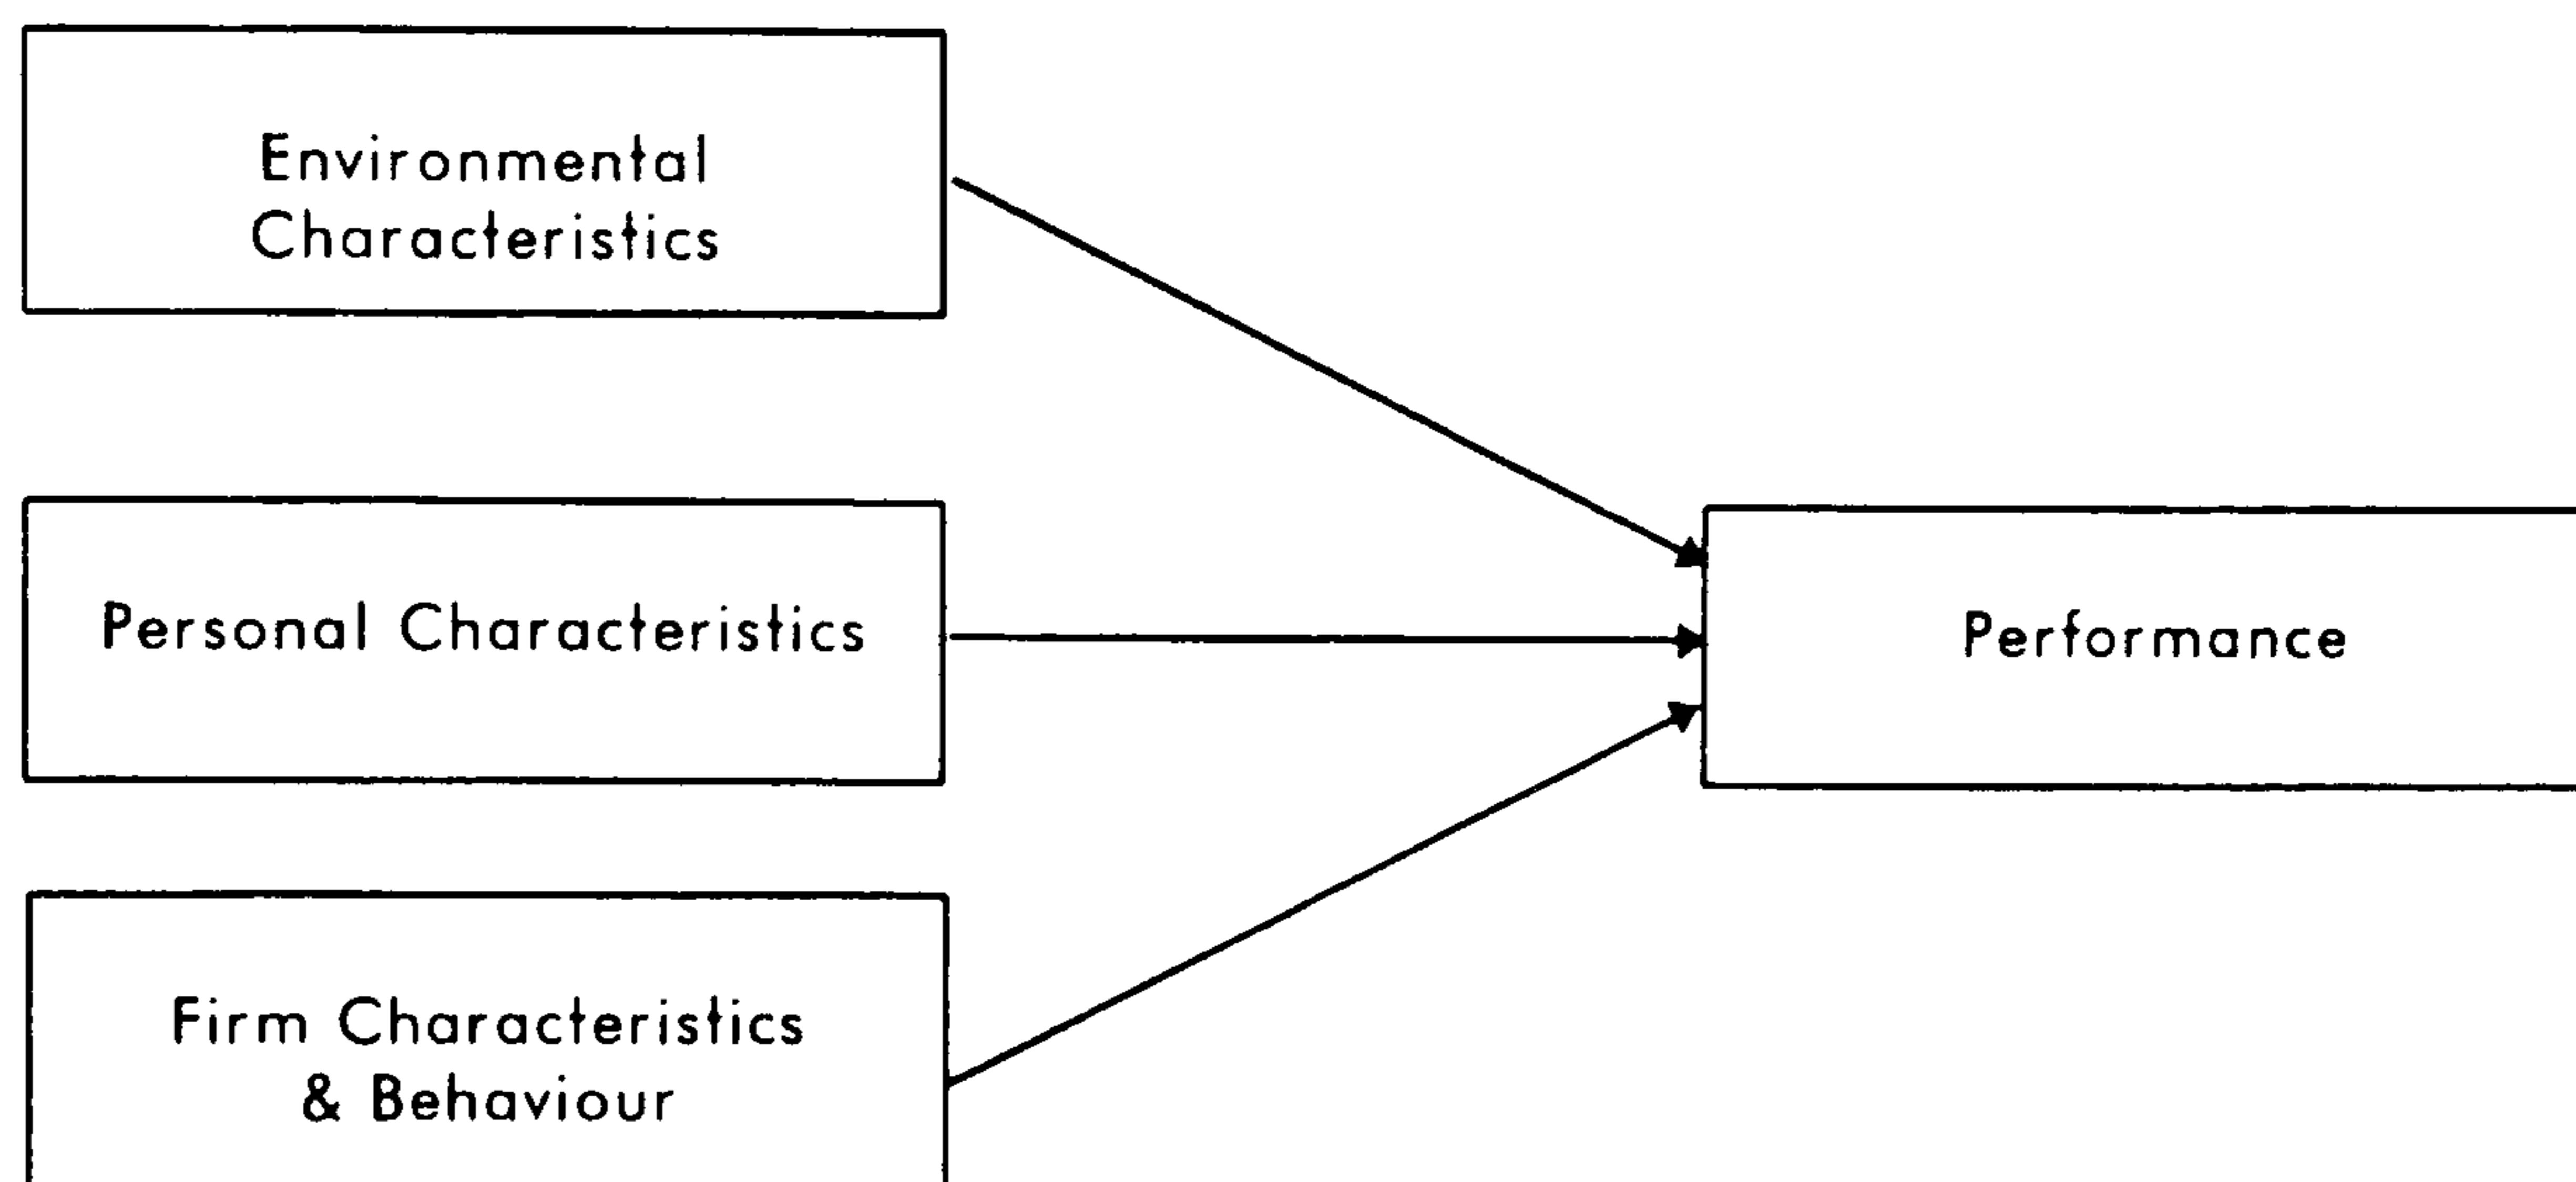 Environmental
Characteristics
Personal Characteristics
Performance
Firm Characteristics
& Behaviour